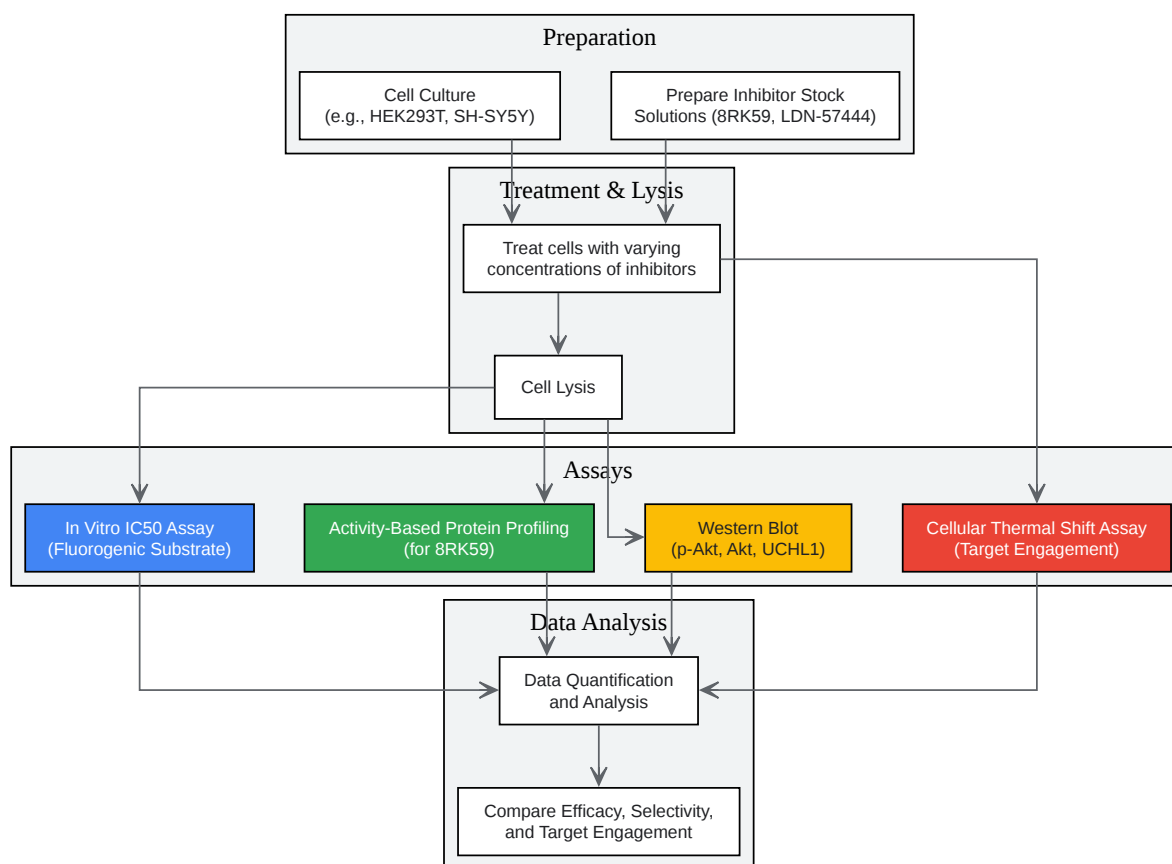 Preparation
Cell Culture
(e.g., HEK293T, SH-SY5Y)
Prepare Inhibitor Stock
Solutions (8RK59, LDN-57444)
Treatment & Lysis
Treat cells with varying
concentrations of inhibitors
Cell Lysis
Assays
In Vitro IC50 Assay
(Fluorogenic Substrate)
Activity-Based Protein Profiling
(for 8RK59)
Western Blot
(p-Akt, Akt, UCHL1)
Cellular Thermal Shift Assay
(Target Engagement)
Data Analysis
Data Quantification
and Analysis
Compare Efficacy, Selectivity,
and Target Engagement